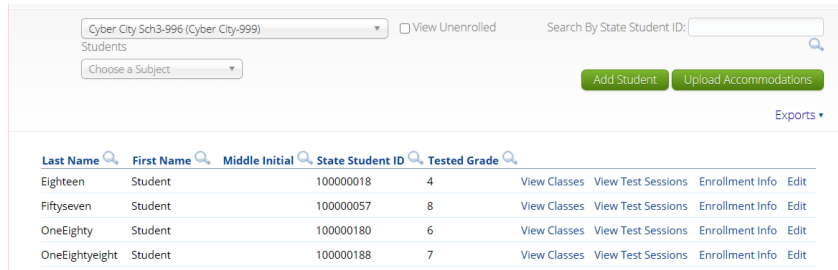 Cyber City Sch3-996 (Cyber City-999) View Unenrolled Search By State Student ID:
Students
Choose a Subject
Add Student Upload Accommodations
Exports
Last Name First Name Middle Initial State Student ID Tested Grade
Eighteen Student 100000018 4 View Classes View Test Sessions Enrollment Info Edit
Fiftyseven Student 100000057 8 View Classes View Test Sessions Enrollment Info Edit
OneEighty Student 100000180 6 View Classes View Test Sessions Enrollment Info Edit
OneEightyeight Student 100000188 7 View Classes View Test Sessions Enrollment Info Edit